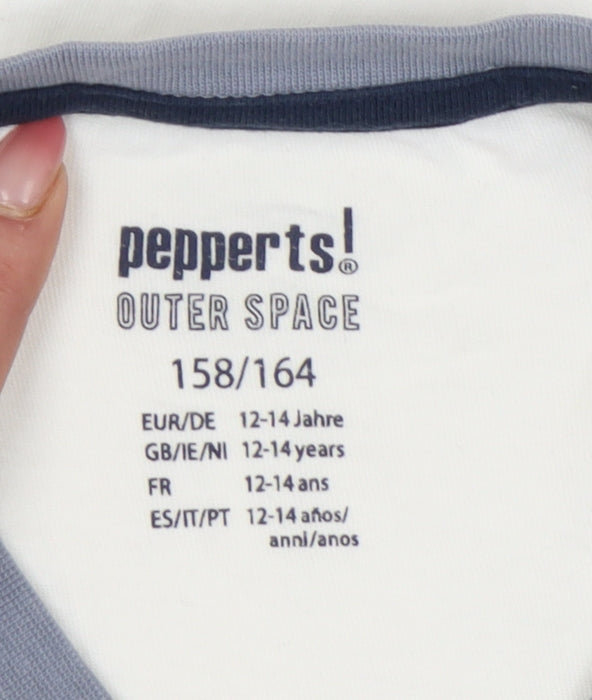 pepperts!®
OUTER SPACE
158/164
EUR/DE 12-14 Jahre
GB/IE/NI 12-14 years
FR 12-14 ans
ES/IT/PT 12-14 años/
anni/anos